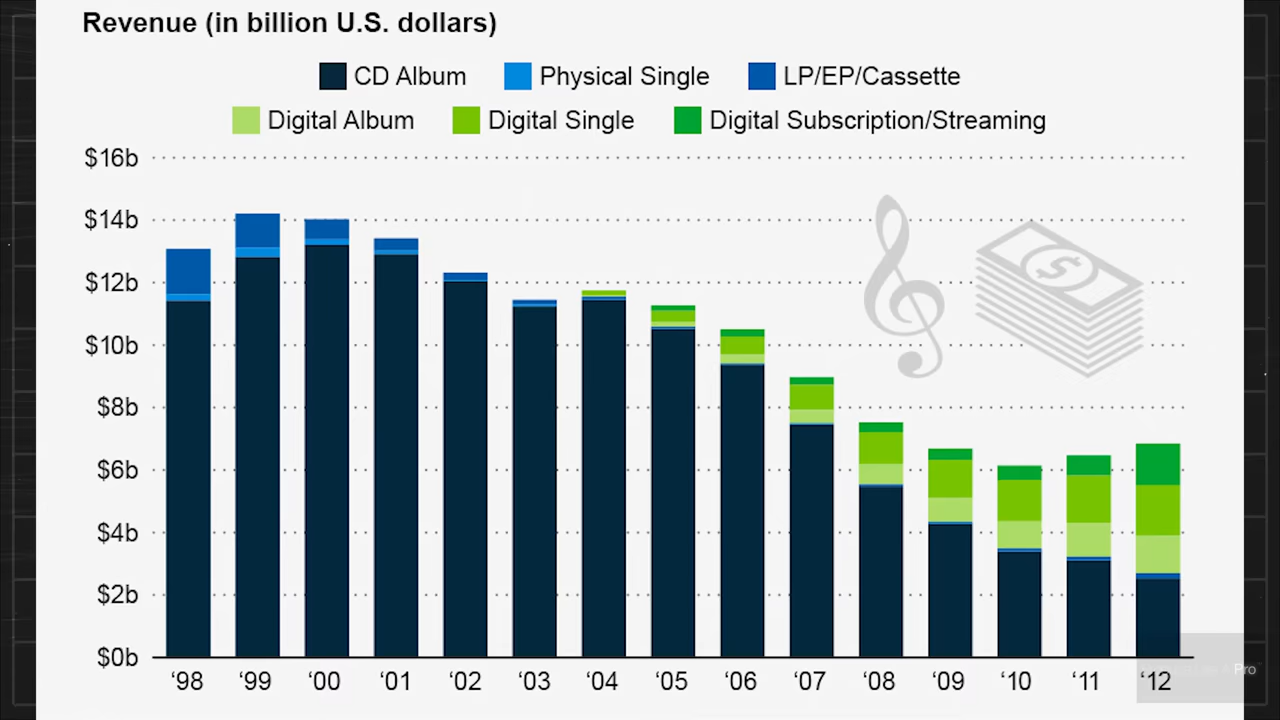 Revenue (in billion U.S. dollars)
CD Album Physical Single LP/EP/Cassette
Digital Album Digital Single Digital Subscription/Streaming
$16b
$14b
$12b
$10b
$8b
$6b
$4b
$2b
$0b
‘98 ‘99 ‘00 ‘01 ‘02 ‘03 ‘04 ‘05 ‘06 ‘07 ‘08 ‘09 ‘10 ‘11 ‘12
$
Pro